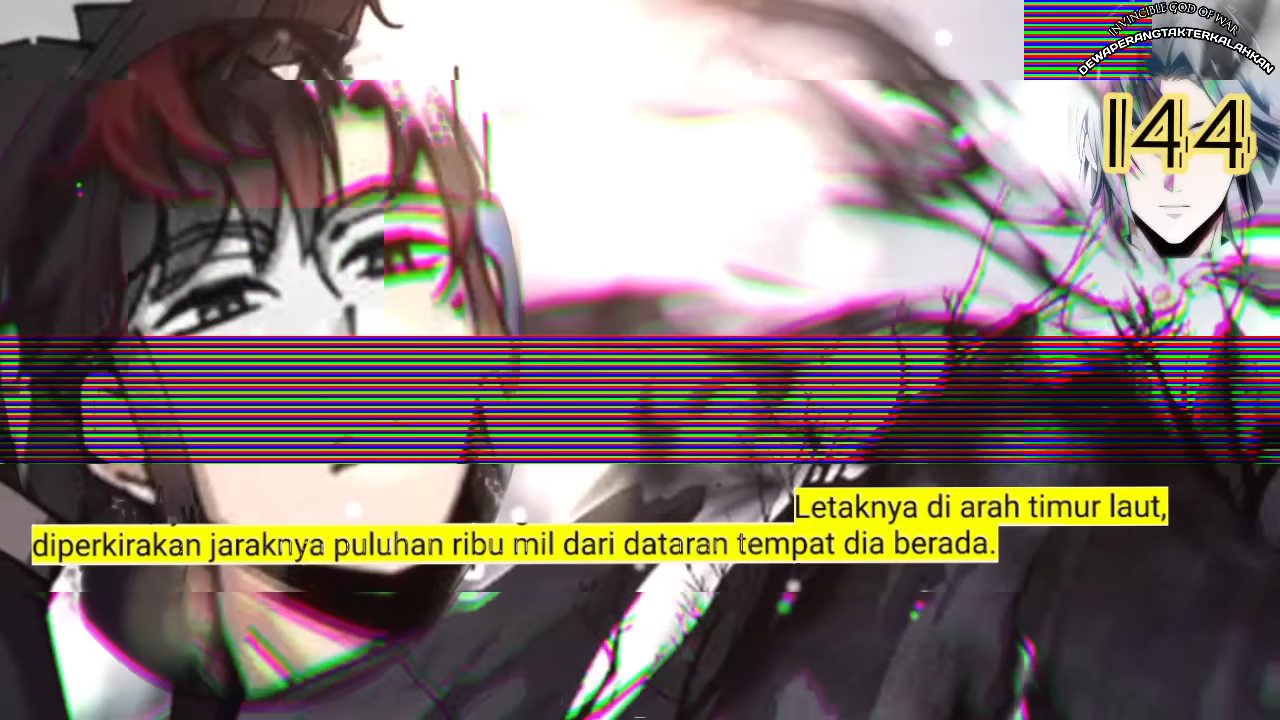 INVINCIBLE GOD OF WAR
DEWAPERANGTAKTERKALAHKAN
144
Letaknya di arah timur laut,
diperkirakan jaraknya puluhan ribu mil dari dataran tempat dia berada.